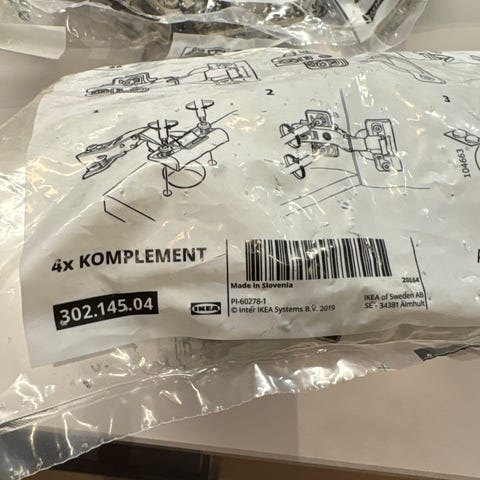 2
3
104663
4x KOMPLEMENT
302.145.04
IKEA
Made in Slovenia
PI-60278-1
© Inter IKEA Systems B.V. 2019
20664
IKEA of Sweden AB
SE - 34381 Älmhult